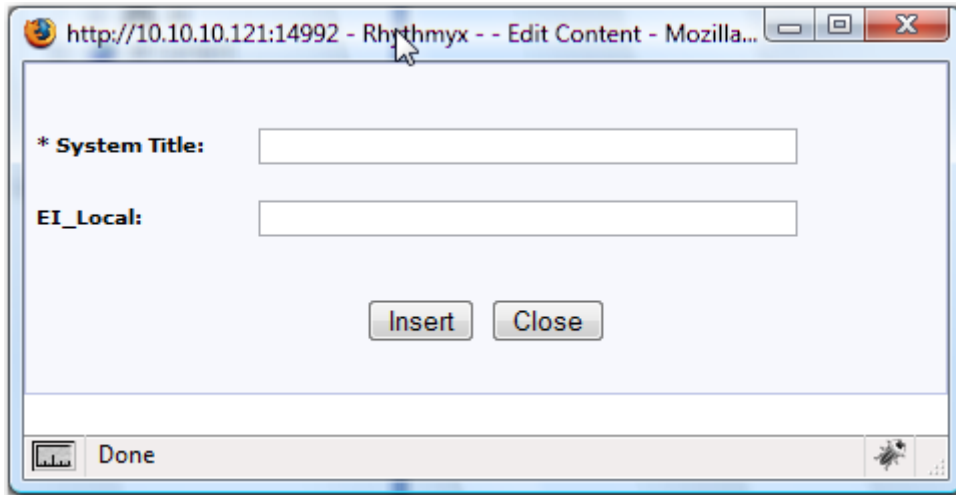 http://10.10.10.121:14992 - Rhythmyx - - Edit Content - Mozilla...
* System Title:
EI_Local:
Insert Close
Done